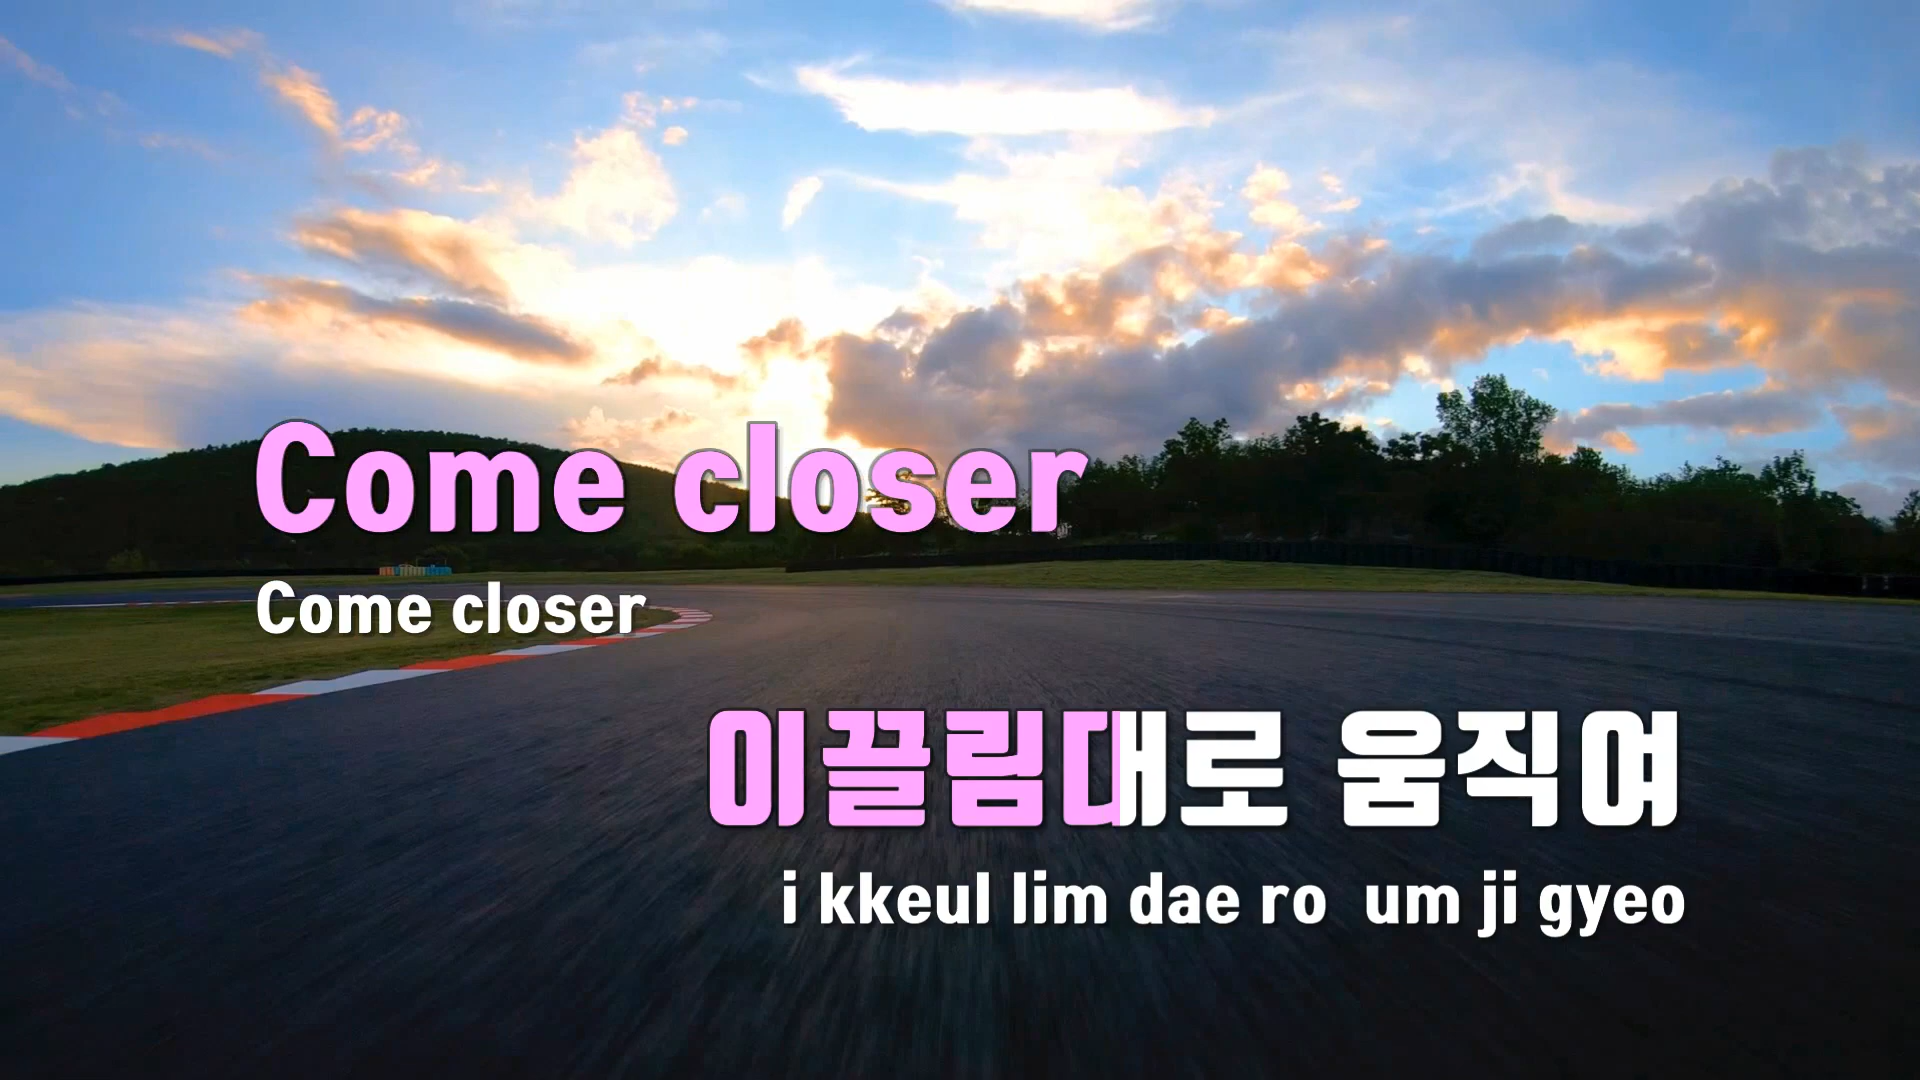 Come closer
Come closer
이끌림대로 움직여
i kkeul lim dae ro um ji gyeo